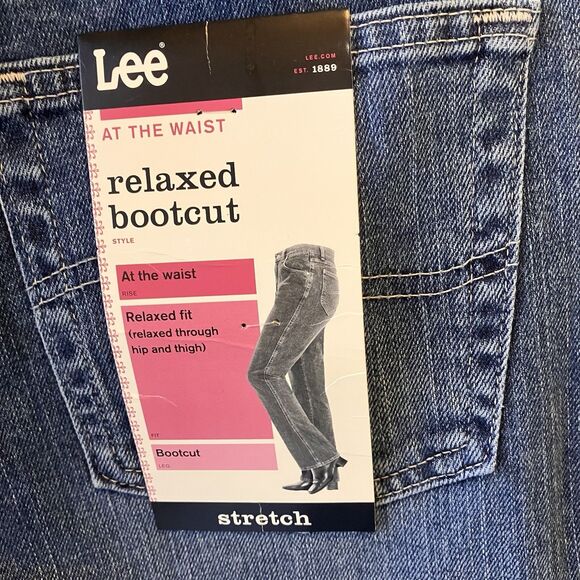 Lee®
LEE.COM
EST. 1889
AT THE WAIST
relaxed
bootcut
STYLE
At the waist
RISE
Relaxed fit
(relaxed through
hip and thigh)
FIT
Bootcut
LEG
stretch